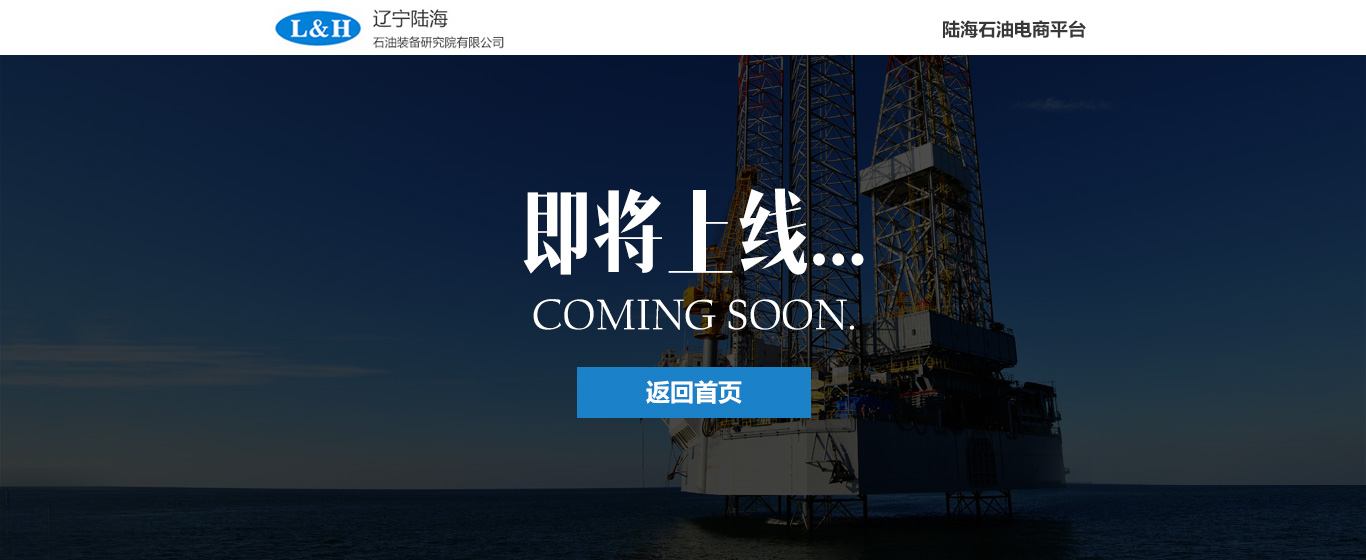 L&H
辽宁陆海
石油装备研究院有限公司
陆海石油电商平台
即将上线...
COMING SOON.
返回首页